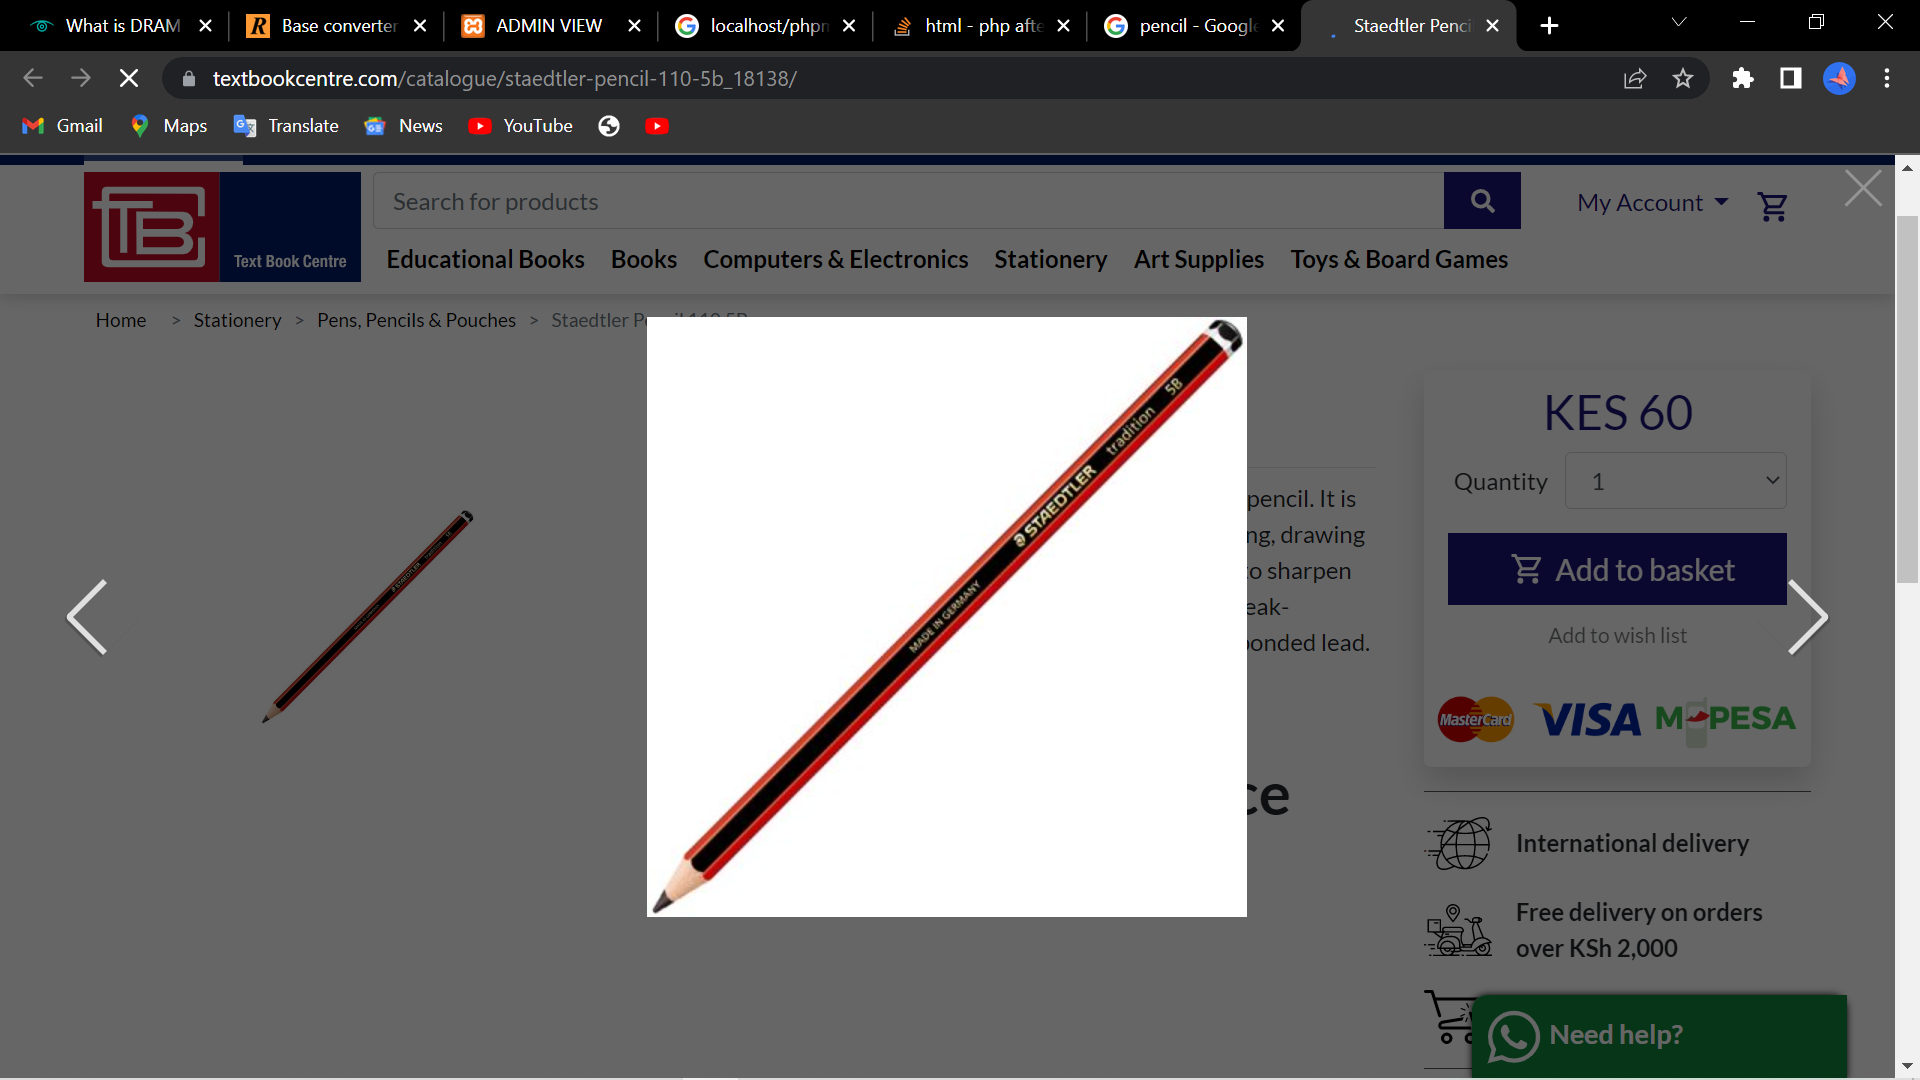 What is DRAM
Base converter
ADMIN VIEW
localhost/phpm
html - php afte
pencil - Google
Staedtler Pencil
textbookcentre.com/catalogue/staedtler-pencil-110-5b_18138/
Gmail
Maps
Translate
News
YouTube
TBC
Text Book Centre
Search for products
My Account
Educational Books
Books
Computers & Electronics
Stationery
Art Supplies
Toys & Board Games
Home > Stationery > Pens, Pencils & Pouches > Staedtler
STAEDTLER tradition 5B
MADE IN GERMANY
pencil. It is
ng, drawing
to sharpen
eak-
bonded lead.
ce
KES 60
Quantity
1
Add to basket
Add to wish list
MasterCard
VISA
M-PESA
International delivery
Free delivery on orders
over KSh 2,000
Need help?